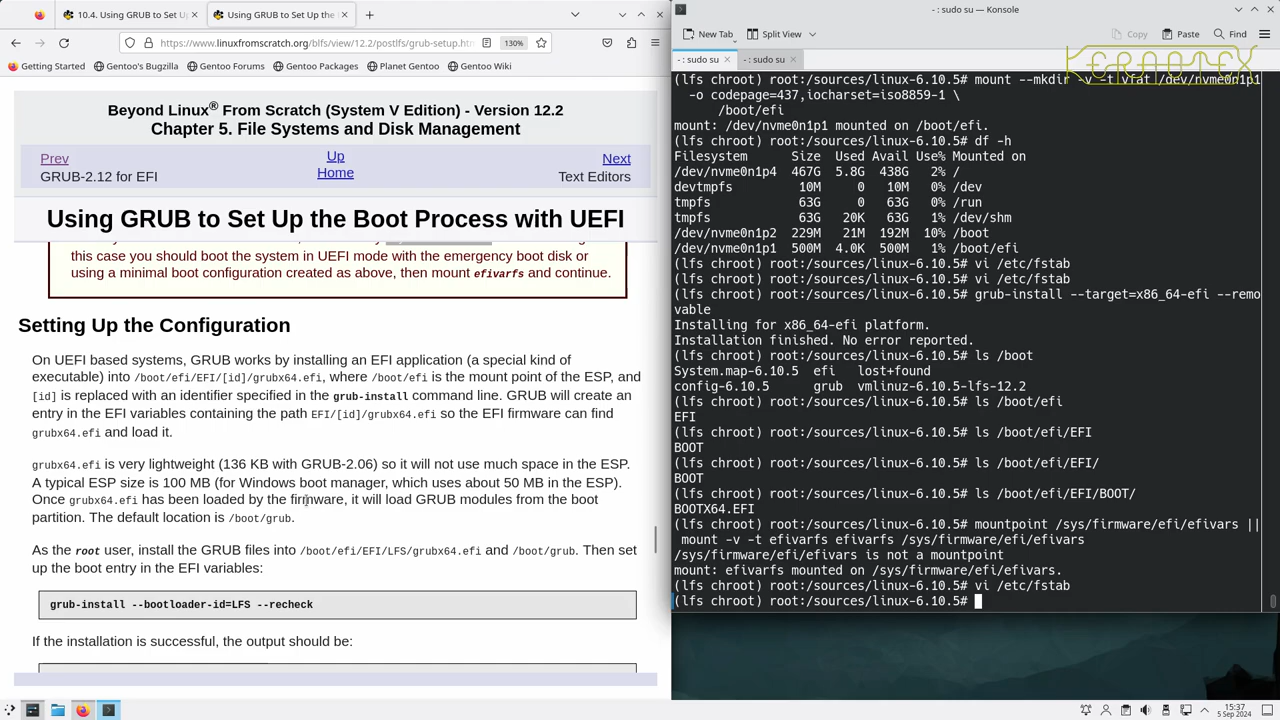 10.4. Using GRUB to Set Up
Using GRUB to Set Up the
https://www.linuxfromscratch.org/blfs/view/12.2/postlfs/grub-setup.htm
130%
Getting Started
Gentoo's Bugzilla
Gentoo Forums
Gentoo Packages
Planet Gentoo
Gentoo Wiki
Beyond Linux® From Scratch (System V Edition) - Version 12.2
Chapter 5. File Systems and Disk Management
Prev
Up
Next
GRUB-2.12 for EFI
Home
Text Editors
Using GRUB to Set Up the Boot Process with UEFI
this case you should boot the system in UEFI mode with the emergency boot disk or
using a minimal boot configuration created as above, then mount efivarfs and continue.
Setting Up the Configuration
On UEFI based systems, GRUB works by installing an EFI application (a special kind of
executable) into /boot/efi/EFI/[id]/grubx64.efi, where /boot/efi is the mount point of the ESP, and
[id] is replaced with an identifier specified in the grub-install command line. GRUB will create an
entry in the EFI variables containing the path EFI/[id]/grubx64.efi so the EFI firmware can find
grubx64.efi and load it.
grubx64.efi is very lightweight (136 KB with GRUB-2.06) so it will not use much space in the ESP.
A typical ESP size is 100 MB (for Windows boot manager, which uses about 50 MB in the ESP).
Once grubx64.efi has been loaded by the firmware, it will load GRUB modules from the boot
partition. The default location is /boot/grub.
As the root user, install the GRUB files into /boot/efi/EFI/LFS/grubx64.efi and /boot/grub. Then set
up the boot entry in the EFI variables:
grub-install --bootloader-id=LFS --recheck
If the installation is successful, the output should be:
- : sudo su — Konsole
New Tab
Split View
Copy
Paste
Find
- : sudo su
- : sudo su
KERNOTEX
(lfs chroot) root:/sources/linux-6.10.5# mount --mkdir -v -t vfat /dev/nvme0n1p1
-o codepage=437,iocharset=iso8859-1 \
/boot/efi
mount: /dev/nvme0n1p1 mounted on /boot/efi.
(lfs chroot) root:/sources/linux-6.10.5# df -h
Filesystem Size Used Avail Use% Mounted on
/dev/nvme0n1p4 467G 5.8G 438G 2% /
devtmpfs 10M 0 10M 0% /dev
tmpfs 63G 0 63G 0% /run
tmpfs 63G 20K 63G 1% /dev/shm
/dev/nvme0n1p2 229M 21M 192M 10% /boot
/dev/nvme0n1p1 500M 4.0K 500M 1% /boot/efi
(lfs chroot) root:/sources/linux-6.10.5# vi /etc/fstab
(lfs chroot) root:/sources/linux-6.10.5# vi /etc/fstab
(lfs chroot) root:/sources/linux-6.10.5# grub-install --target=x86_64-efi --remo
vable
Installing for x86_64-efi platform.
Installation finished. No error reported.
(lfs chroot) root:/sources/linux-6.10.5# ls /boot
System.map-6.10.5 efi lost+found
config-6.10.5 grub vmlinuz-6.10.5-lfs-12.2
(lfs chroot) root:/sources/linux-6.10.5# ls /boot/efi
EFI
(lfs chroot) root:/sources/linux-6.10.5# ls /boot/efi/EFI
BOOT
(lfs chroot) root:/sources/linux-6.10.5# ls /boot/efi/EFI/
BOOT
(lfs chroot) root:/sources/linux-6.10.5# ls /boot/efi/EFI/BOOT/
BOOTX64.EFI
(lfs chroot) root:/sources/linux-6.10.5# mountpoint /sys/firmware/efi/efivars ||
mount -v -t efivarfs efivarfs /sys/firmware/efi/efivars
/sys/firmware/efi/efivars is not a mountpoint
mount: efivarfs mounted on /sys/firmware/efi/efivars.
(lfs chroot) root:/sources/linux-6.10.5# vi /etc/fstab
(lfs chroot) root:/sources/linux-6.10.5#
15:37
5 Sep 2024